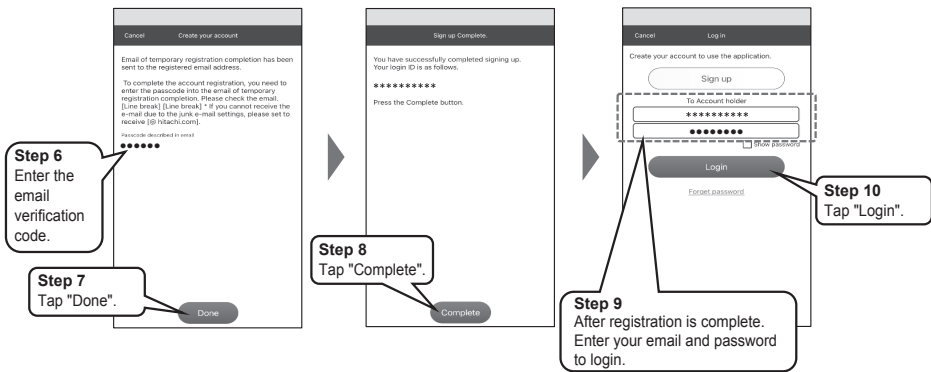 Cancel Create your account
Email of temporary registration completion has been
sent to the registered email address.
To complete the account registration, you need to
enter the passcode into the email of temporary
registration completion. Please check the email.
[Line break] [Line break] * If you cannot receive the
e-mail due to the junk e-mail settings, please set to
receive [@ hitachi.com].
Passcode described in email
●●●●●●
Step 6
Enter the
email
verification
code.
Step 7
Tap "Done".
Done
Sign up Complete.
You have successfully completed signing up.
Your login ID is as follows.
**********
Press the Complete button.
Step 8
Tap "Complete".
Complete
Cancel Log in
Create your account to use the application.
Sign up
To Account holder
**********
●●●●●●●●
Show password
Login
Forget password
Step 10
Tap "Login".
Step 9
After registration is complete.
Enter your email and password
to login.